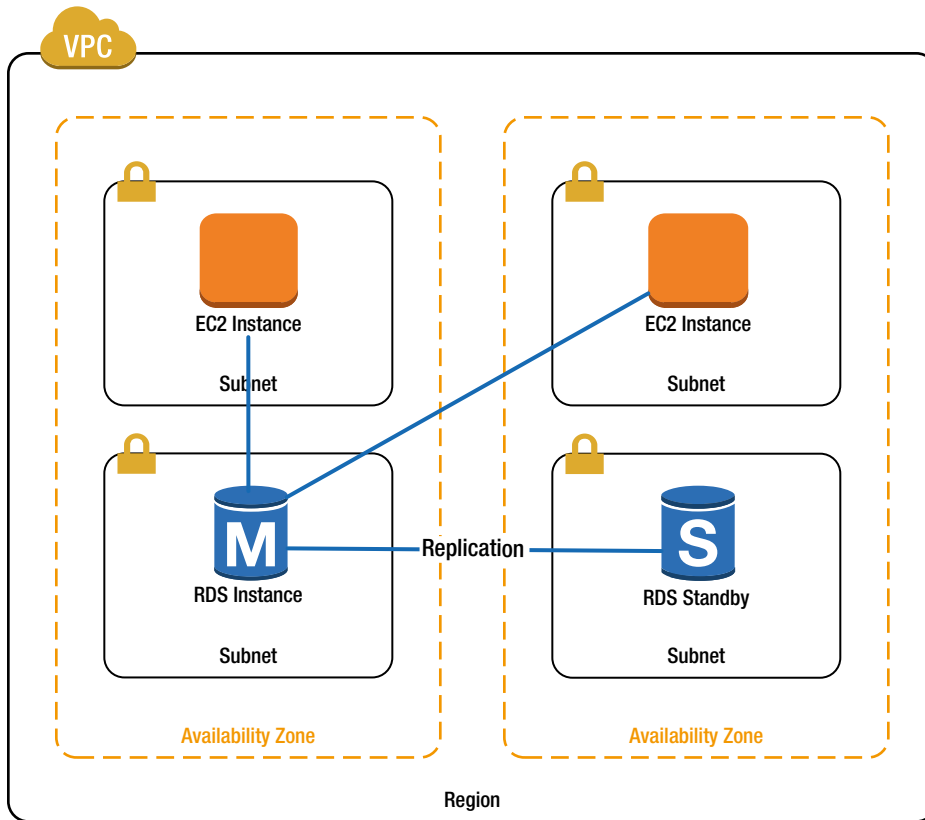 VPC
EC2 Instance
Subnet
EC2 Instance
Subnet
M
RDS Instance
Subnet
Replication
S
RDS Standby
Subnet
Availability Zone
Availability Zone
Region